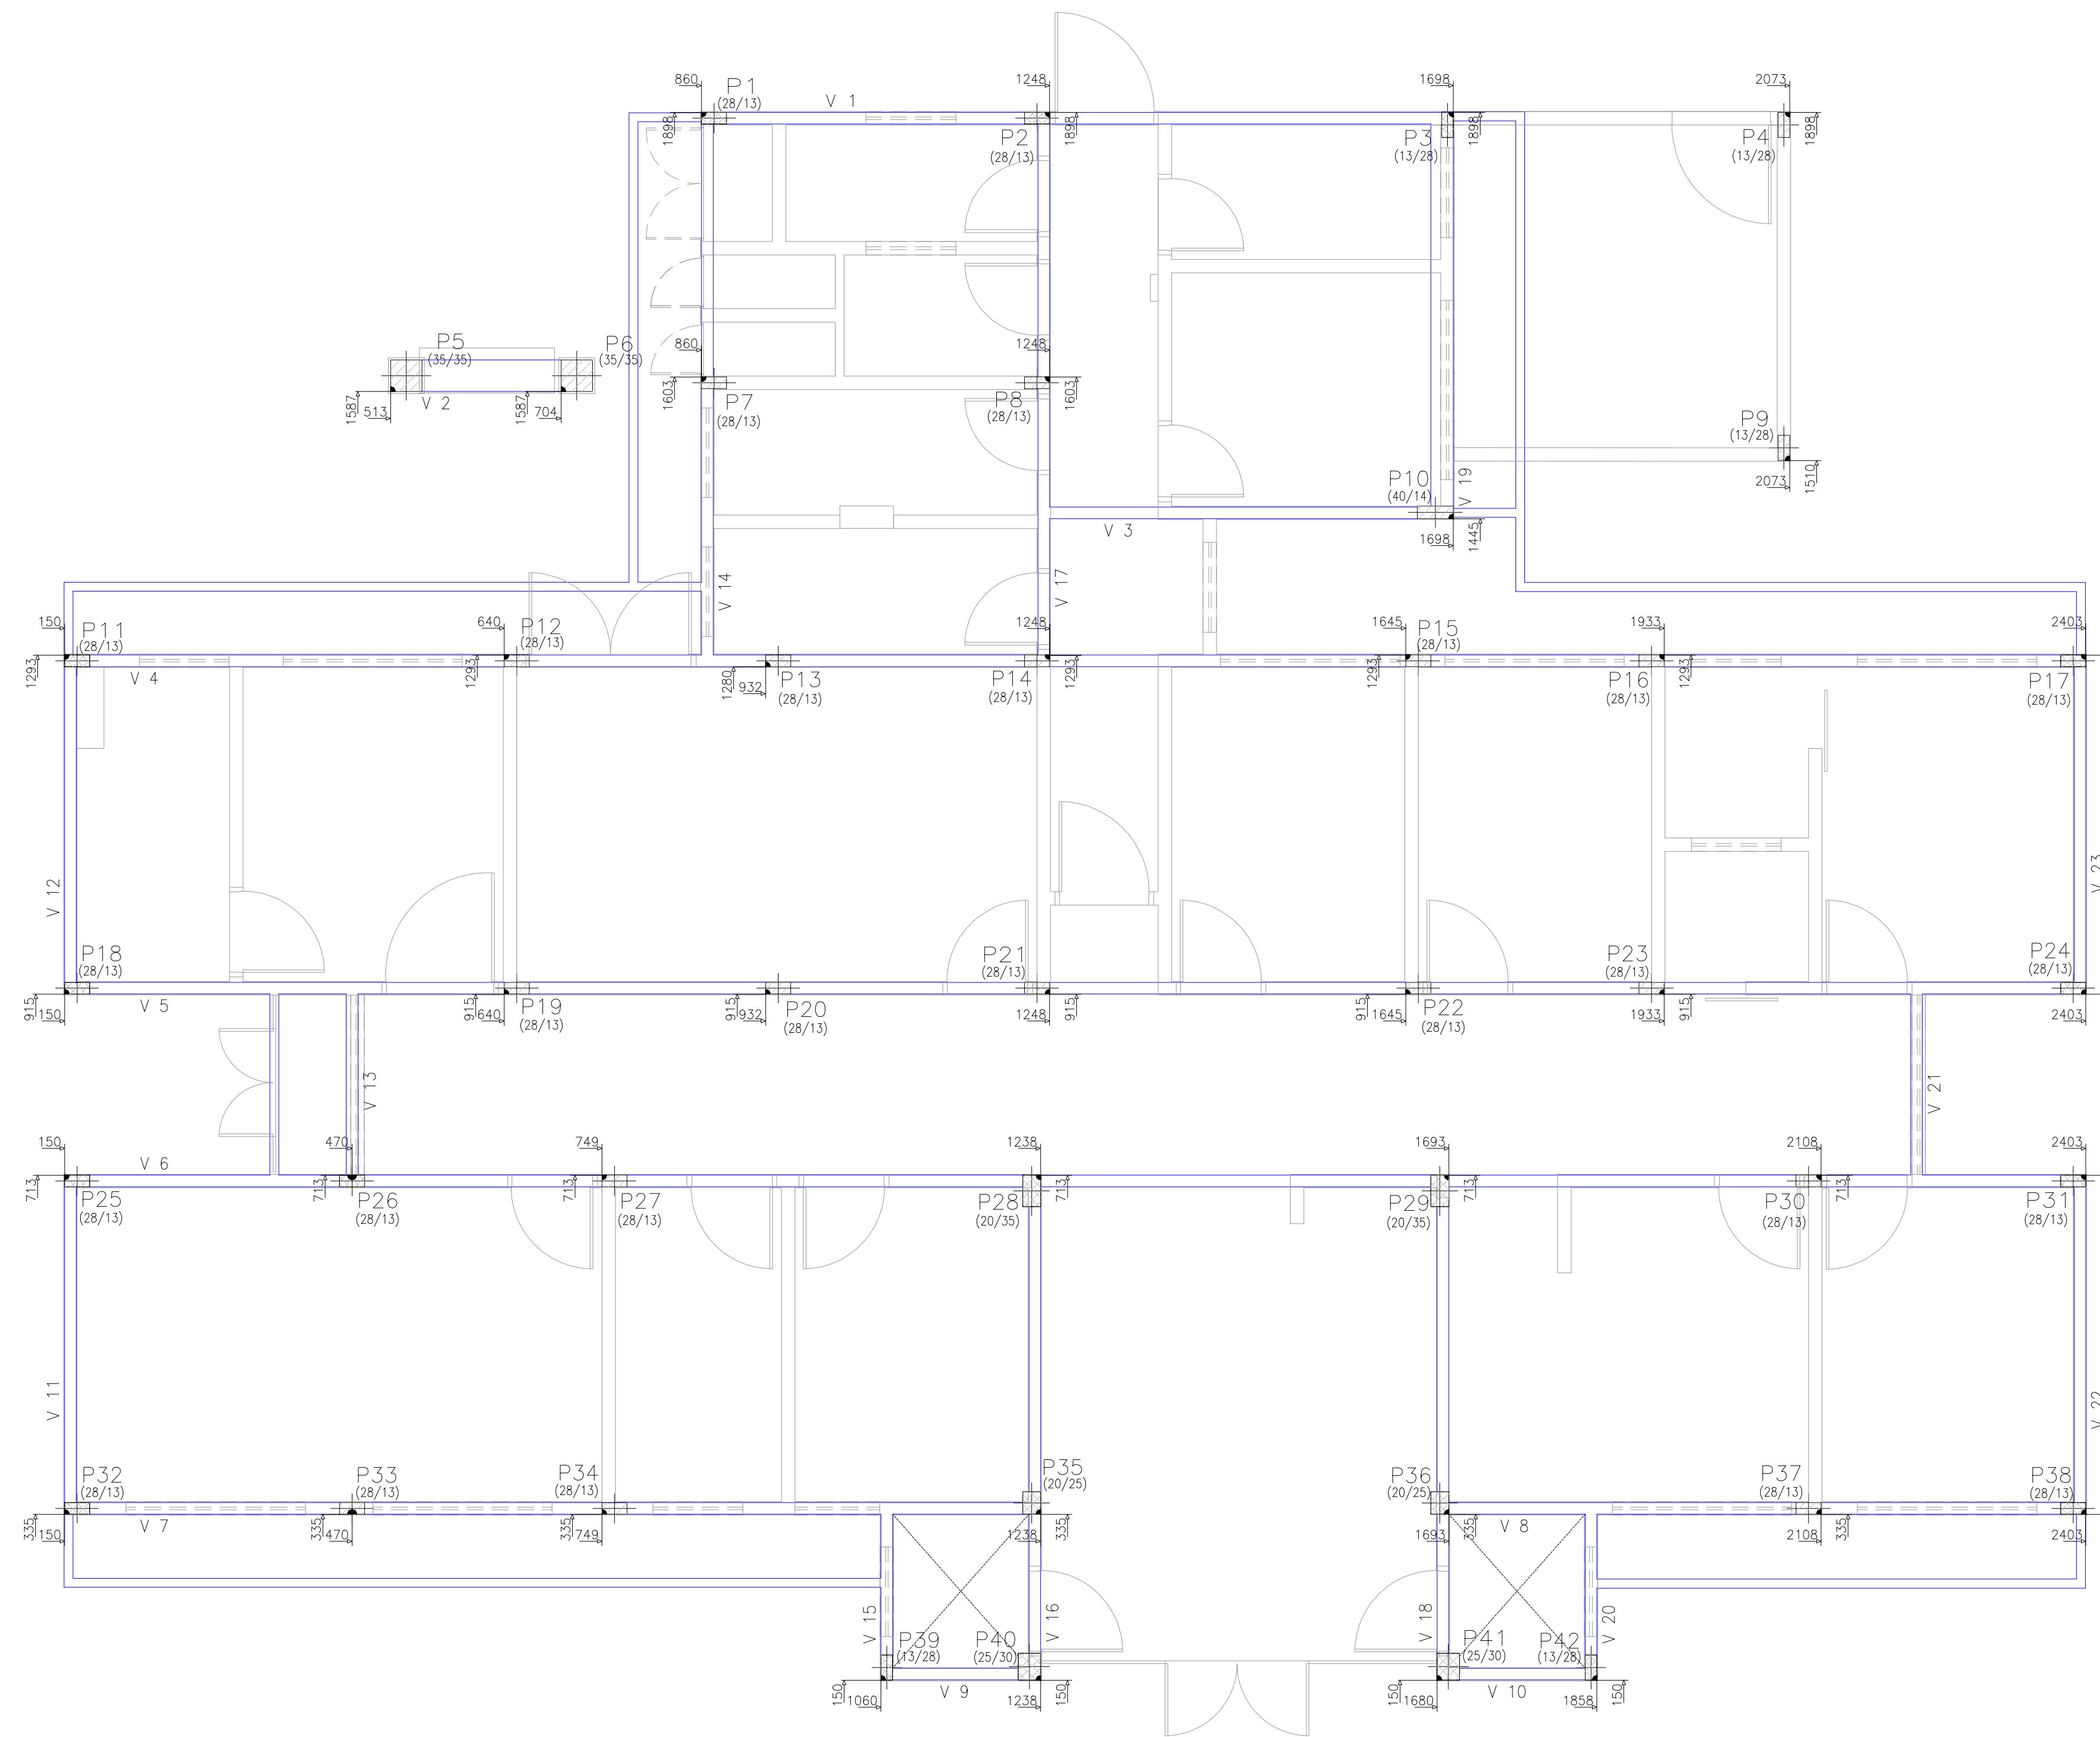 860
P1
(28/13)
V 1
1248
1698
2073
1898
P2
(28/13)
1898
P3
(13/28)
1898
P4
(13/28)
1898
P5
(35/35)
P6
(35/35)
1587
513
V 2
1587
704
860
1248
1603
P7
(28/13)
P8
(28/13)
1603
P9
(13/28)
2073
1510
P10
(40/14)
V 19
1698
1445
V 3
V 14
V 17
150
P11
(28/13)
640
P12
(28/13)
1248
1645
P15
(28/13)
1933
2403
1293
V 4
1293
1280
932
P13
(28/13)
P14
(28/13)
1293
1293
P16
(28/13)
1293
P17
(28/13)
V 12
V 23
P18
(28/13)
P21
(28/13)
P23
(28/13)
P24
(28/13)
915
150
V 5
915
640
P19
(28/13)
915
932
P20
(28/13)
1248
915
915
1645
P22
(28/13)
1933
915
2403
V 13
V 21
150
V 6
470
749
1238
1693
2108
2403
713
P25
(28/13)
713
P26
(28/13)
713
P27
(28/13)
P28
(20/35)
713
P29
(20/35)
713
P30
(28/13)
713
P31
(28/13)
V 11
V 22
P32
(28/13)
P33
(28/13)
P34
(28/13)
P35
(20/25)
P36
(20/25)
P37
(28/13)
P38
(28/13)
335
150
V 7
335
470
335
749
1238
335
1693
335
V 8
2108
335
2403
V 15
V 16
V 18
V 20
P39
(13/28)
P40
(25/30)
P41
(25/30)
P42
(13/28)
150
1060
V 9
1238
150
150
1680
V 10
1858
150